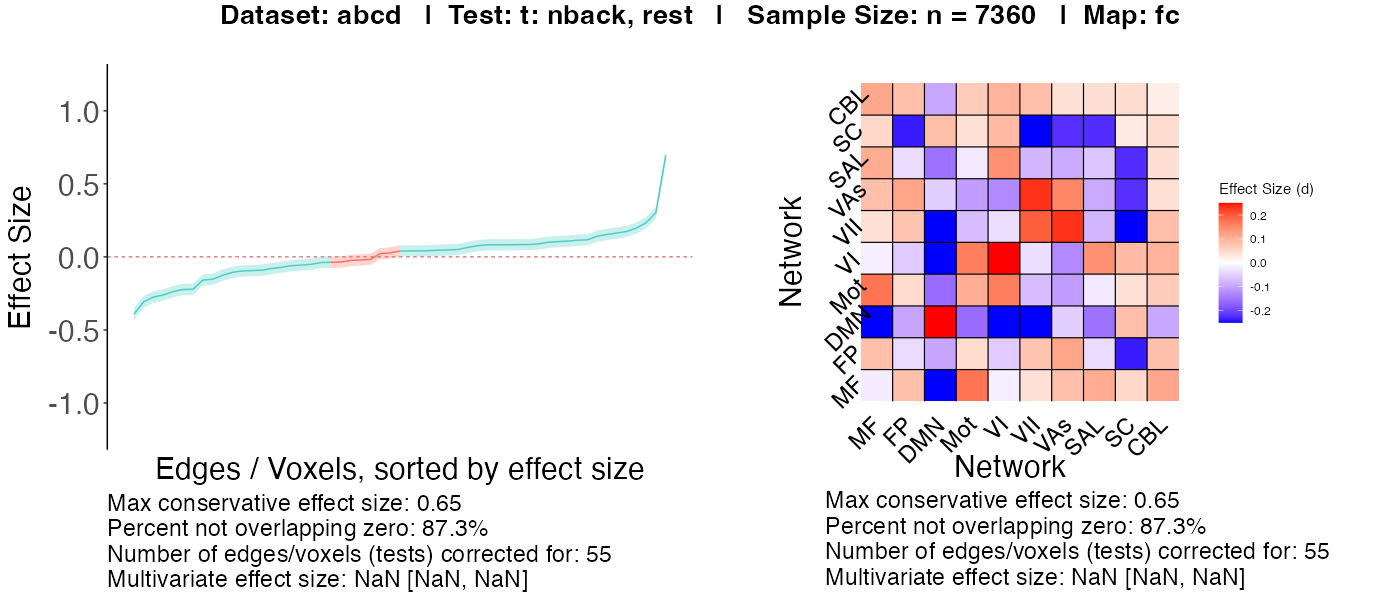 Dataset: abcd | Test: t: nback, rest | Sample Size: n = 7360 | Map: fc
1.0
0.5
0.0
-0.5
-1.0
Effect Size
Edges / Voxels, sorted by effect size
Max conservative effect size: 0.65
Percent not overlapping zero: 87.3%
Number of edges/voxels (tests) corrected for: 55
Multivariate effect size: NaN [NaN, NaN]
Network
CBL
SC
SAL
VAs
VII
VI
Mot
DMN
FP
MF
MF FP DMN Mot VI VII VAs SAL SC CBL
Network
Effect Size (d)
0.2
0.1
0.0
-0.1
-0.2
Max conservative effect size: 0.65
Percent not overlapping zero: 87.3%
Number of edges/voxels (tests) corrected for: 55
Multivariate effect size: NaN [NaN, NaN]